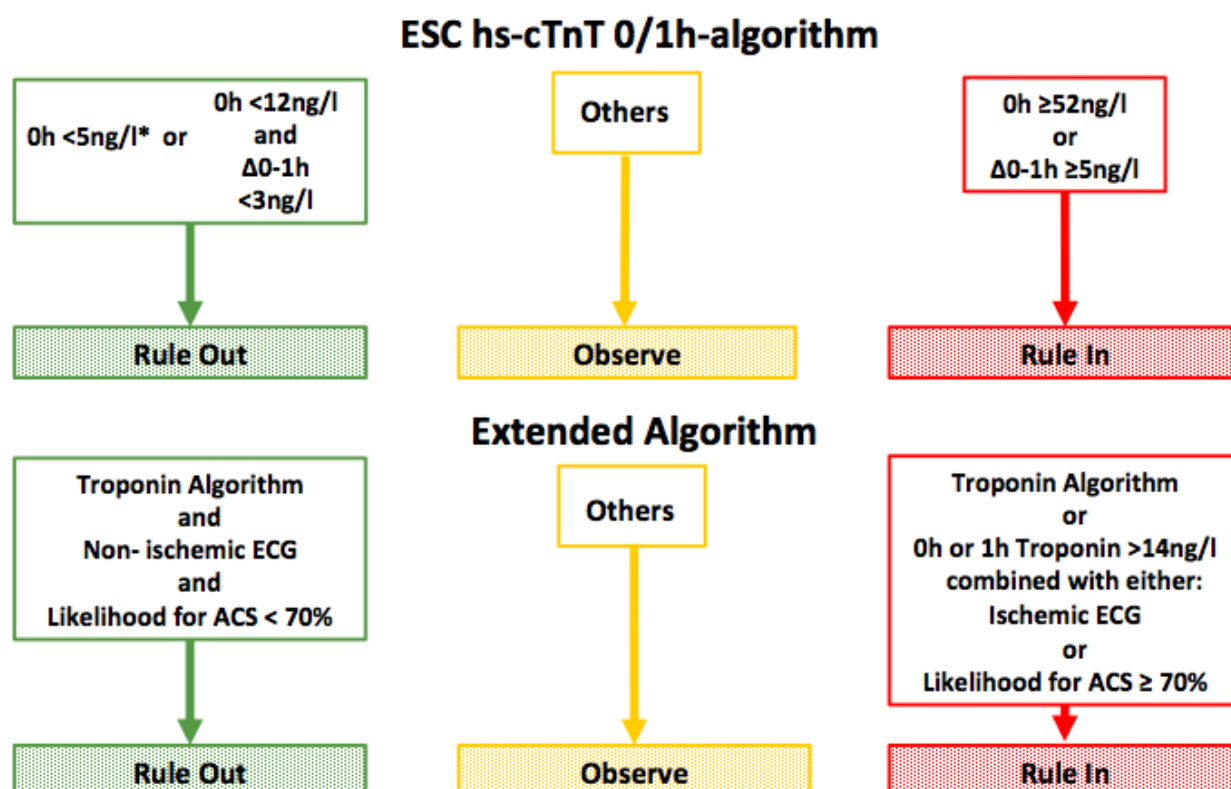 ESC hs-cTnT 0/1h-algorithm
0h <5ng/l* or
0h <12ng/l
and
Δ0-1h
<3ng/l
Others
0h ≥52ng/l
or
Δ0-1h ≥5ng/l
Rule Out
Observe
Rule In
Extended Algorithm
Troponin Algorithm
and
Non- ischemic ECG
and
Likelihood for ACS < 70%
Others
Troponin Algorithm
or
0h or 1h Troponin >14ng/l
combined with either:
Ischemic ECG
or
Likelihood for ACS ≥ 70%
Rule Out
Observe
Rule In